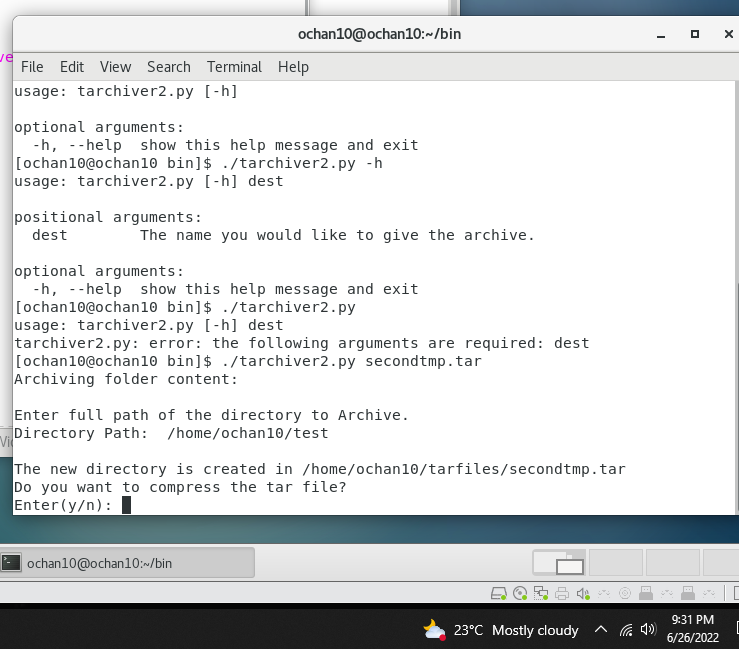 ochan10@ochan10:~/bin
ve
File Edit View Search Terminal Help
usage: tarchiver2.py [-h]
optional arguments:
-h, --help show this help message and exit
[ochan10@ochan10 bin]$ ./tarchiver2.py -h
usage: tarchiver2.py [-h] dest
positional arguments:
dest The name you would like to give the archive.
optional arguments:
-h, --help show this help message and exit
[ochan10@ochan10 bin]$ ./tarchiver2.py
usage: tarchiver2.py [-h] dest
tarchiver2.py: error: the following arguments are required: dest
[ochan10@ochan10 bin]$ ./tarchiver2.py secondtmp.tar
Archiving folder content:
Enter full path of the directory to Archive.
Directory Path: /home/ochan10/test
The new directory is created in /home/ochan10/tarfiles/secondtmp.tar
Do you want to compress the tar file?
Enter(y/n):
ochan10@ochan10:~/bin
23°C Mostly cloudy
9:31 PM
6/26/2022